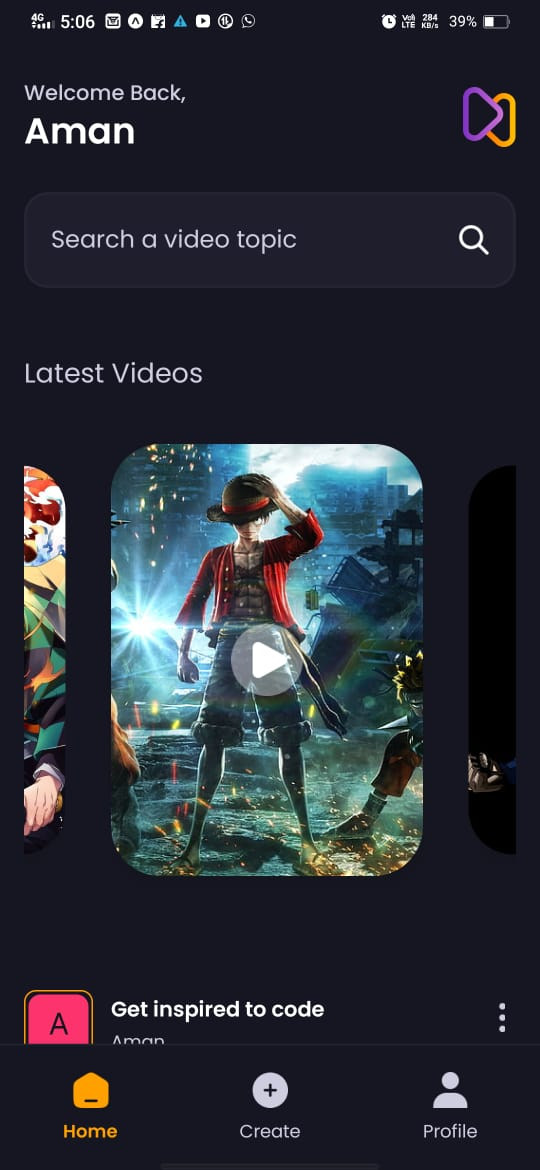 4G 5:06 Vo) LTE 284 KB/s 39%
Welcome Back,
Aman
Search a video topic
Latest Videos
A
Get inspired to code
Aman
Home
Create
Profile